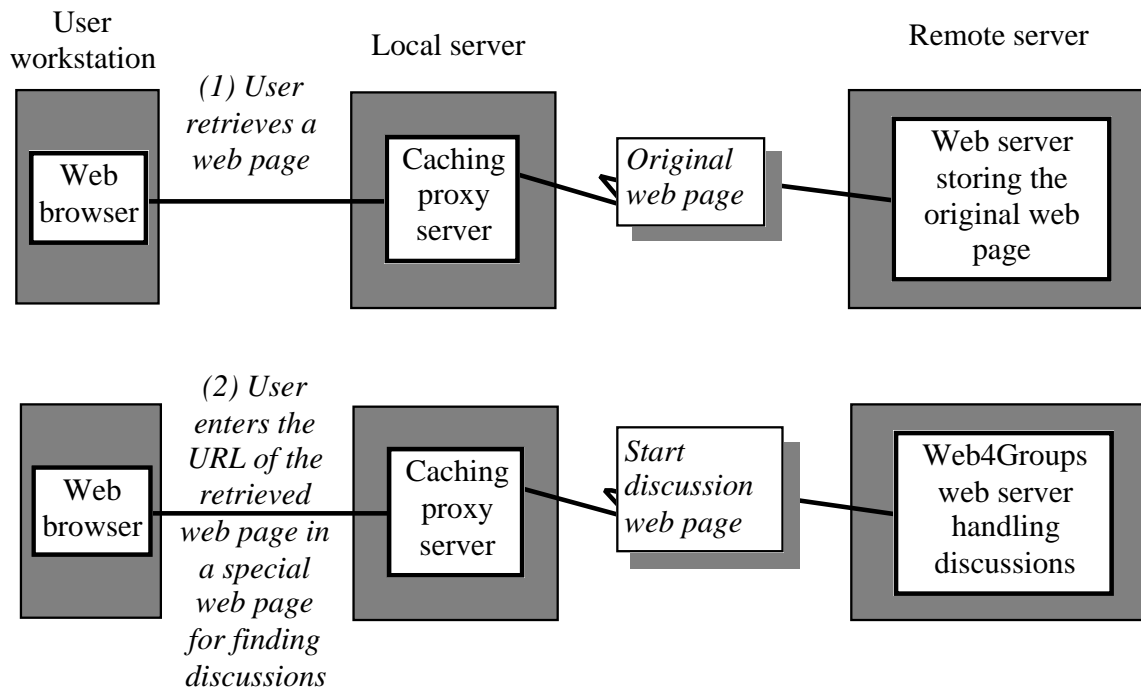 User
workstation
Local server
Remote server
(1) User
retrieves a
web page
Web
browser
Caching
proxy
server
Original
web page
Web server
storing the
original web
page
(2) User
enters the
URL of the
retrieved
web page in
a special
web page
for finding
discussions
Web
browser
Caching
proxy
server
Start
discussion
web page
Web4Groups
web server
handling
discussions